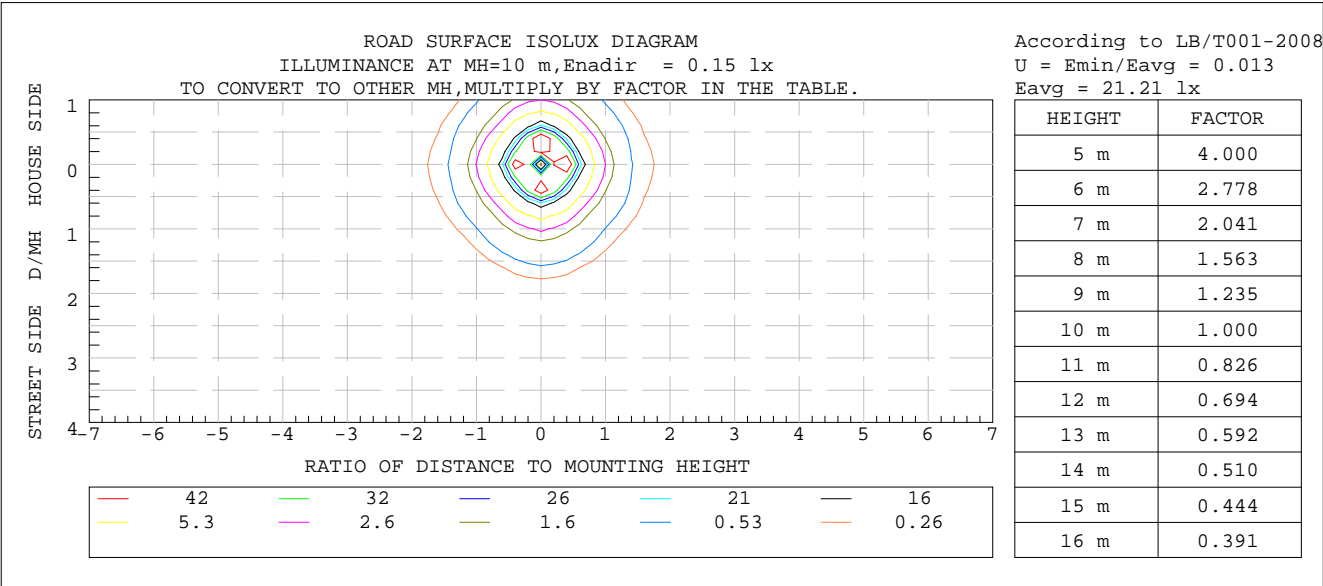 ROAD SURFACE ISOLUX DIAGRAM
ILLUMINANCE AT MH=10 m,Enadir = 0.15 lx
TO CONVERT TO OTHER MH,MULTIPLY BY FACTOR IN THE TABLE.
STREET SIDE D/MH HOUSE SIDE
1
0
1
2
3
4
-7 -6 -5 -4 -3 -2 -1 0 1 2 3 4 5 6 7
RATIO OF DISTANCE TO MOUNTING HEIGHT
42 32 26 21 16
5.3 2.6 1.6 0.53 0.26
According to LB/T001-2008
U = Emin/Eavg = 0.013
Eavg = 21.21 lx
HEIGHT FACTOR
5 m 4.000
6 m 2.778
7 m 2.041
8 m 1.563
9 m 1.235
10 m 1.000
11 m 0.826
12 m 0.694
13 m 0.592
14 m 0.510
15 m 0.444
16 m 0.391